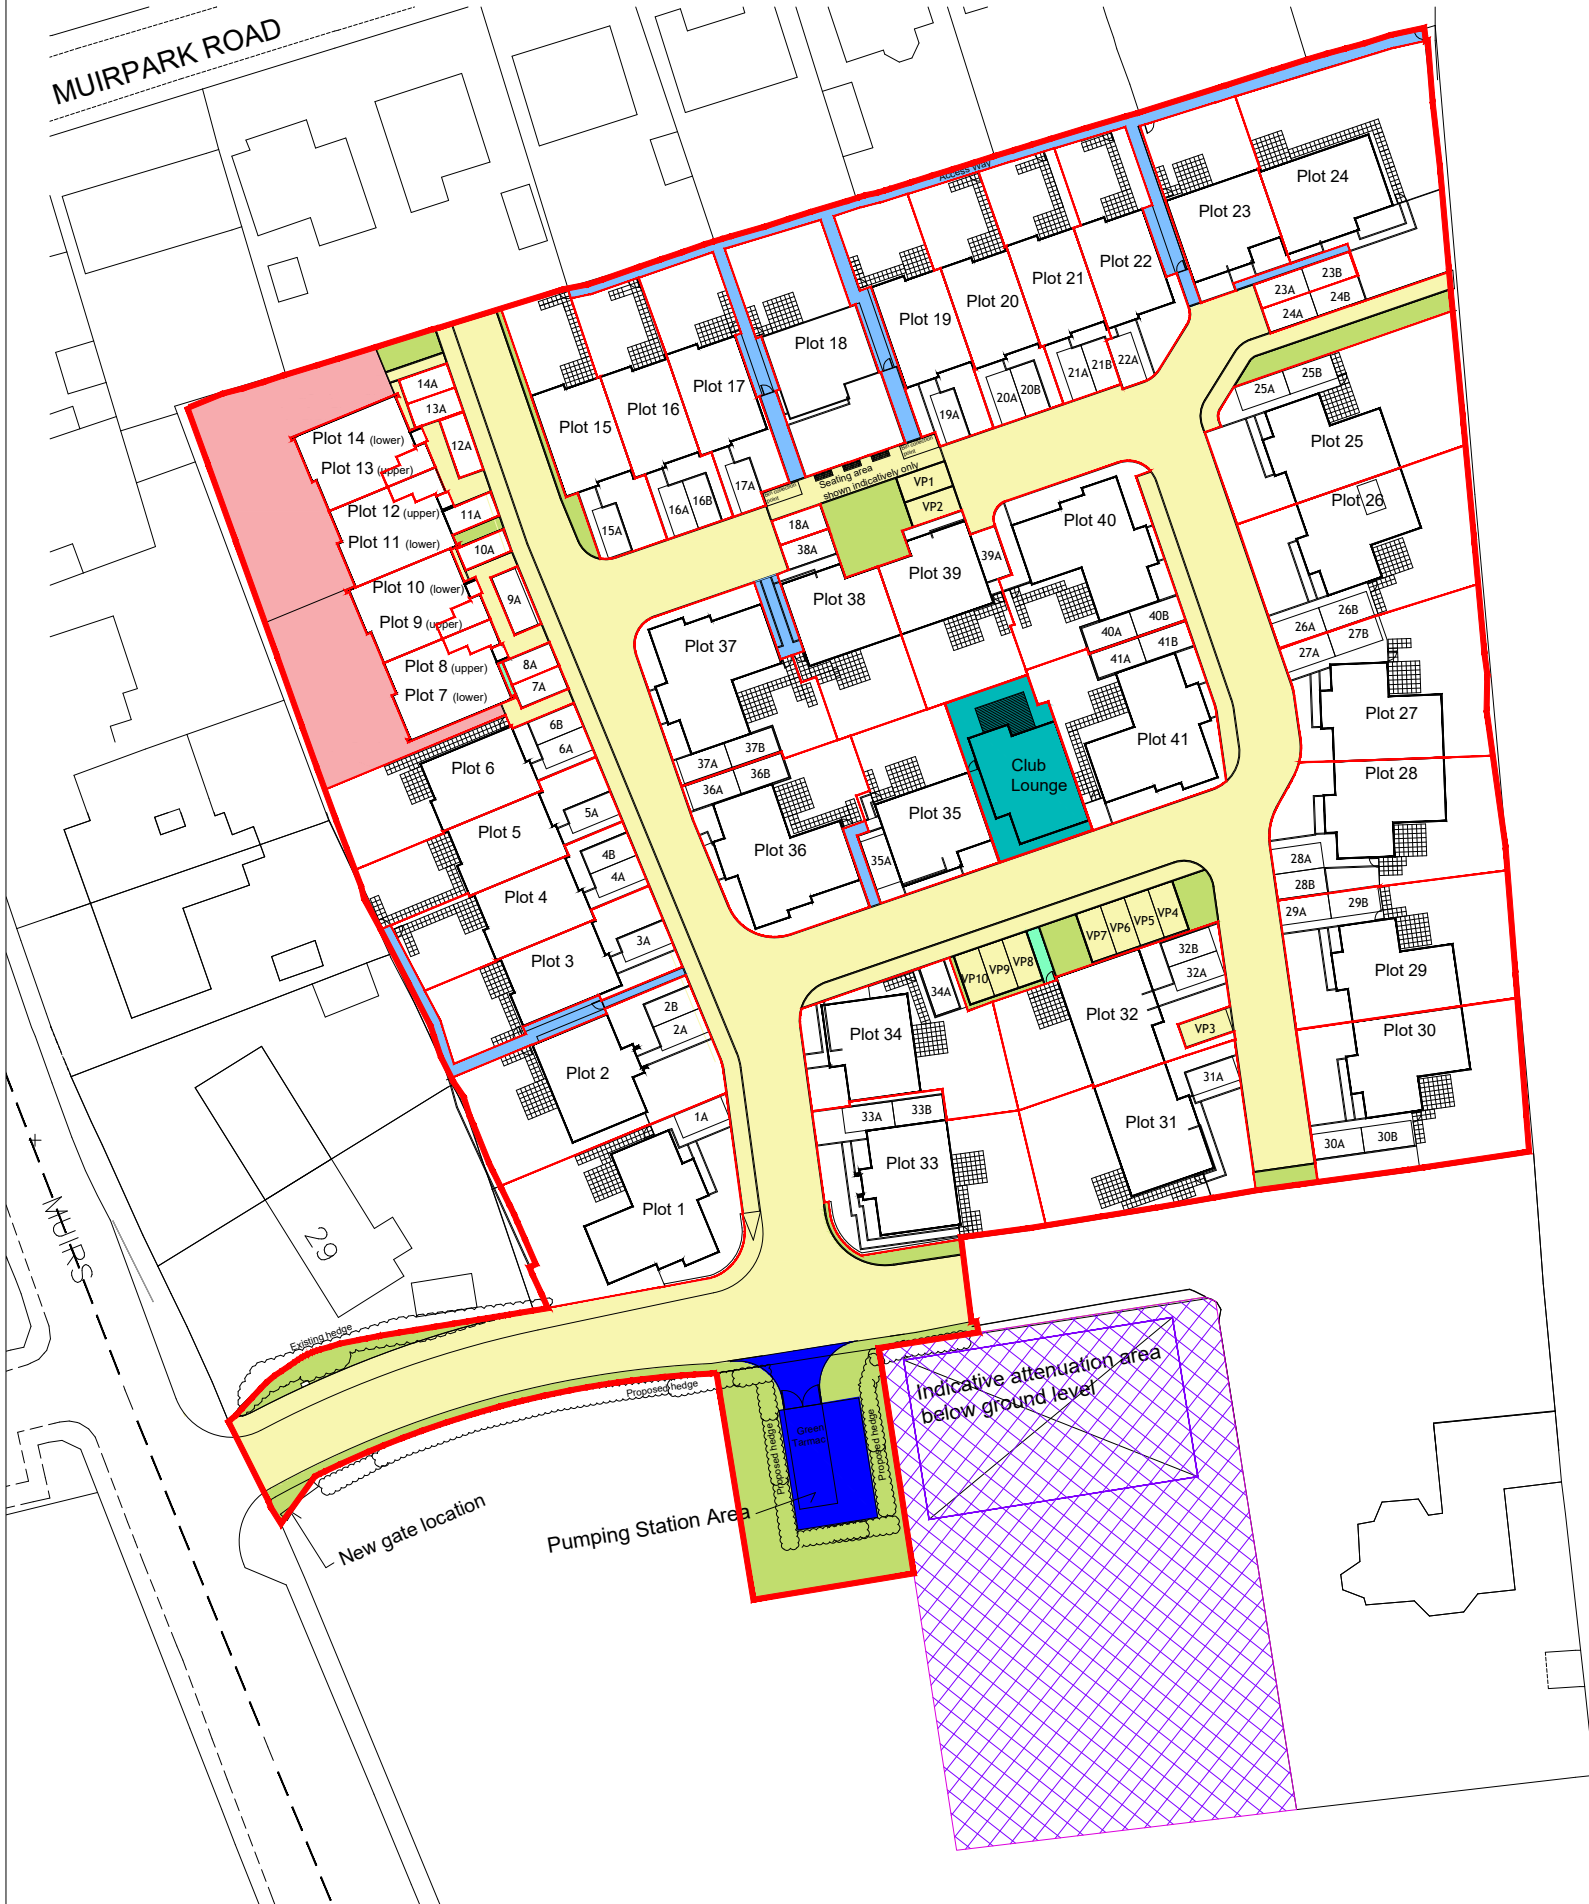 MUIRPARK ROAD
Access Way
Plot 24
Plot 23
23B
23A
24B
24A
Plot 22
Plot 21
Plot 20
Plot 19
Plot 18
Plot 17
Plot 16
Plot 15
22A
21B
21A
20B
20A
19A
17A
16B
16A
15A
14A
13A
12A
Plot 14 (lower)
Plot 13 (upper)
Plot 12 (upper)
Plot 11 (lower)
11A
10A
Plot 10 (lower)
Plot 9 (upper)
9A
Plot 8 (upper)
Plot 7 (lower)
8A
7A
6B
6A
Plot 6
5A
Plot 5
4B
4A
Plot 4
3A
Plot 3
2B
2A
Plot 2
1A
Plot 1
Seating area
shown indicatively only
VP1
VP2
18A
38A
39A
Plot 40
Plot 39
Plot 38
Plot 37
40B
40A
41B
41A
37B
37A
36B
36A
Plot 41
Club
Lounge
Plot 35
Plot 36
35A
25B
25A
Plot 25
Plot 26
26B
26A
27B
27A
Plot 27
Plot 28
28A
28B
29B
29A
Plot 29
Plot 30
30A
30B
VP4
VP5
VP6
VP7
VP8
VP9
VP10
34A
32B
32A
Plot 32
VP3
31A
Plot 31
Plot 34
33B
33A
Plot 33
29
MUIRS
Existing hedge
Proposed hedge
Proposed hedge
Proposed hedge
Green
Tarmac
Indicative attenuation area
below ground level
Pumping Station Area
New gate location